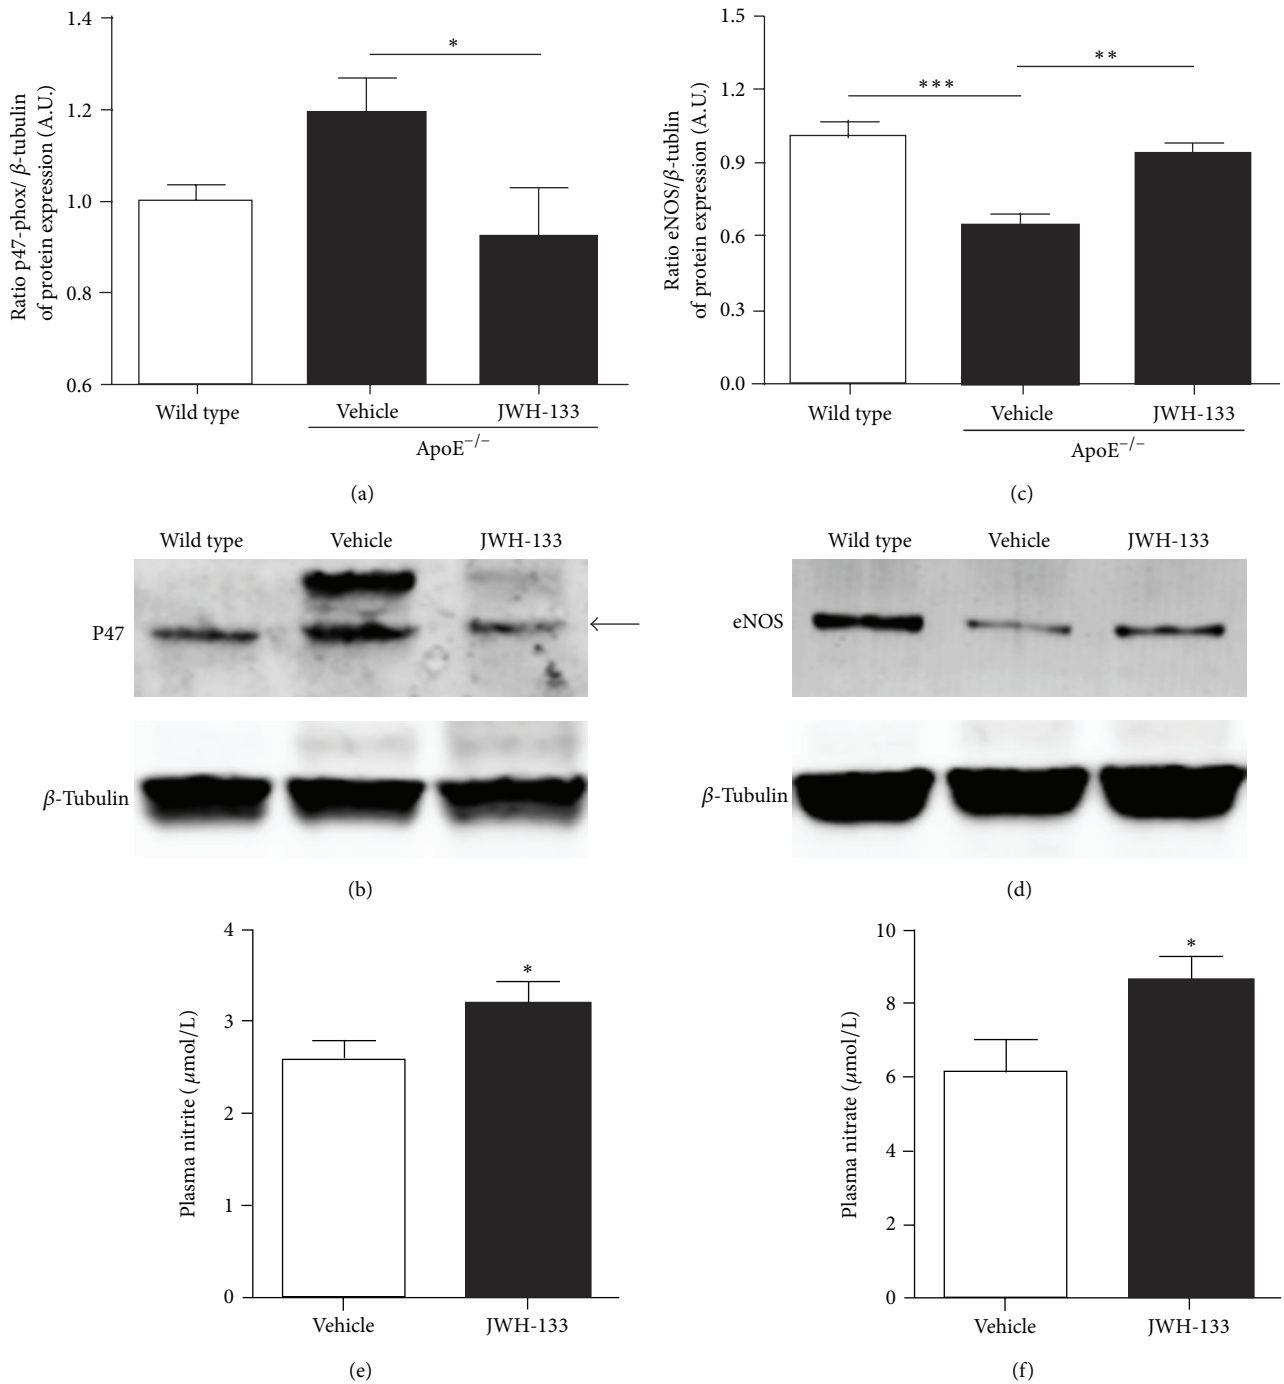 Ratio p47-phox/ β-tubulin
of protein expression (A.U.)
1.4
1.2
1.0
0.8
0.6
*
Wild type
Vehicle
JWH-133
ApoE−/−
(a)
Ratio eNOS/β-tublin
of protein expression (A.U.)
1.5
1.2
0.9
0.6
0.3
0.0
***
**
Wild type
Vehicle
JWH-133
ApoE−/−
(c)
Wild type
Vehicle
JWH-133
P47
β-Tubulin
(b)
Wild type
Vehicle
JWH-133
eNOS
β-Tubulin
(d)
Plasma nitrite (μmol/L)
4
3
2
1
0
*
Vehicle
JWH-133
(e)
Plasma nitrate (μmol/L)
10
8
6
4
2
0
*
Vehicle
JWH-133
(f)